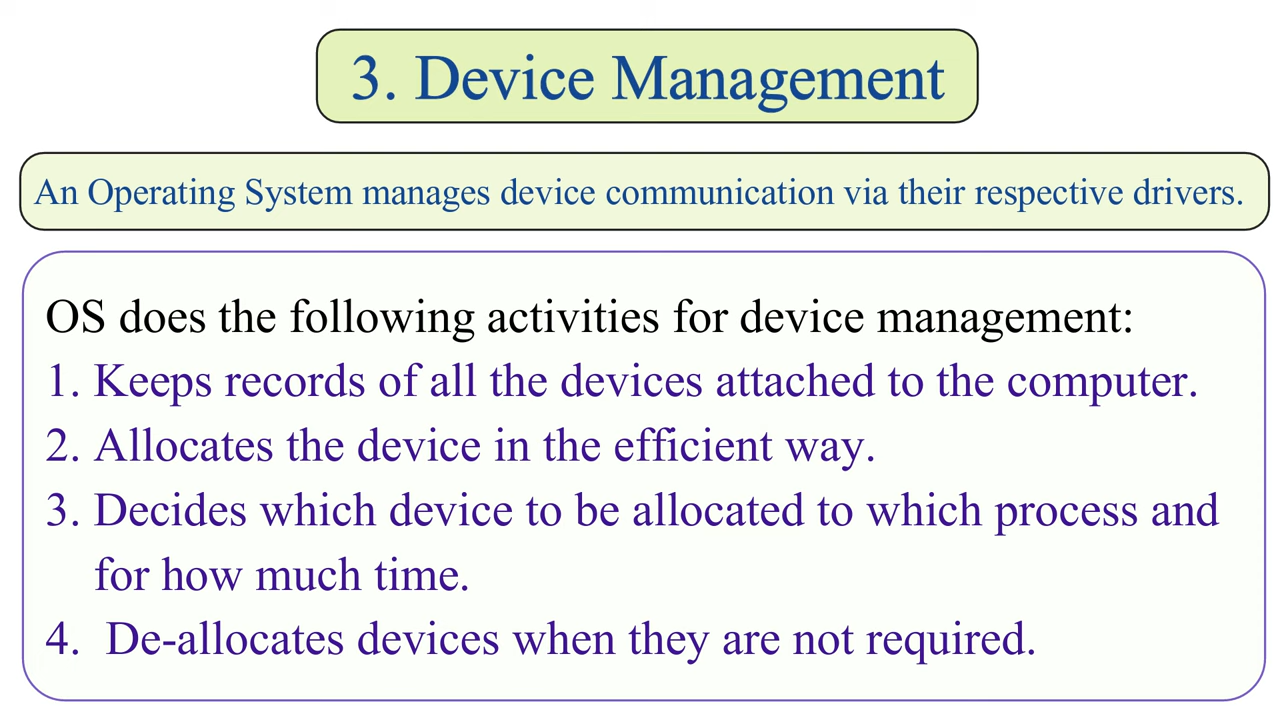 3. Device Management
An Operating System manages device communication via their respective drivers.
OS does the following activities for device management:
1. Keeps records of all the devices attached to the computer.
2. Allocates the device in the efficient way.
3. Decides which device to be allocated to which process and
for how much time.
4. De-allocates devices when they are not required.